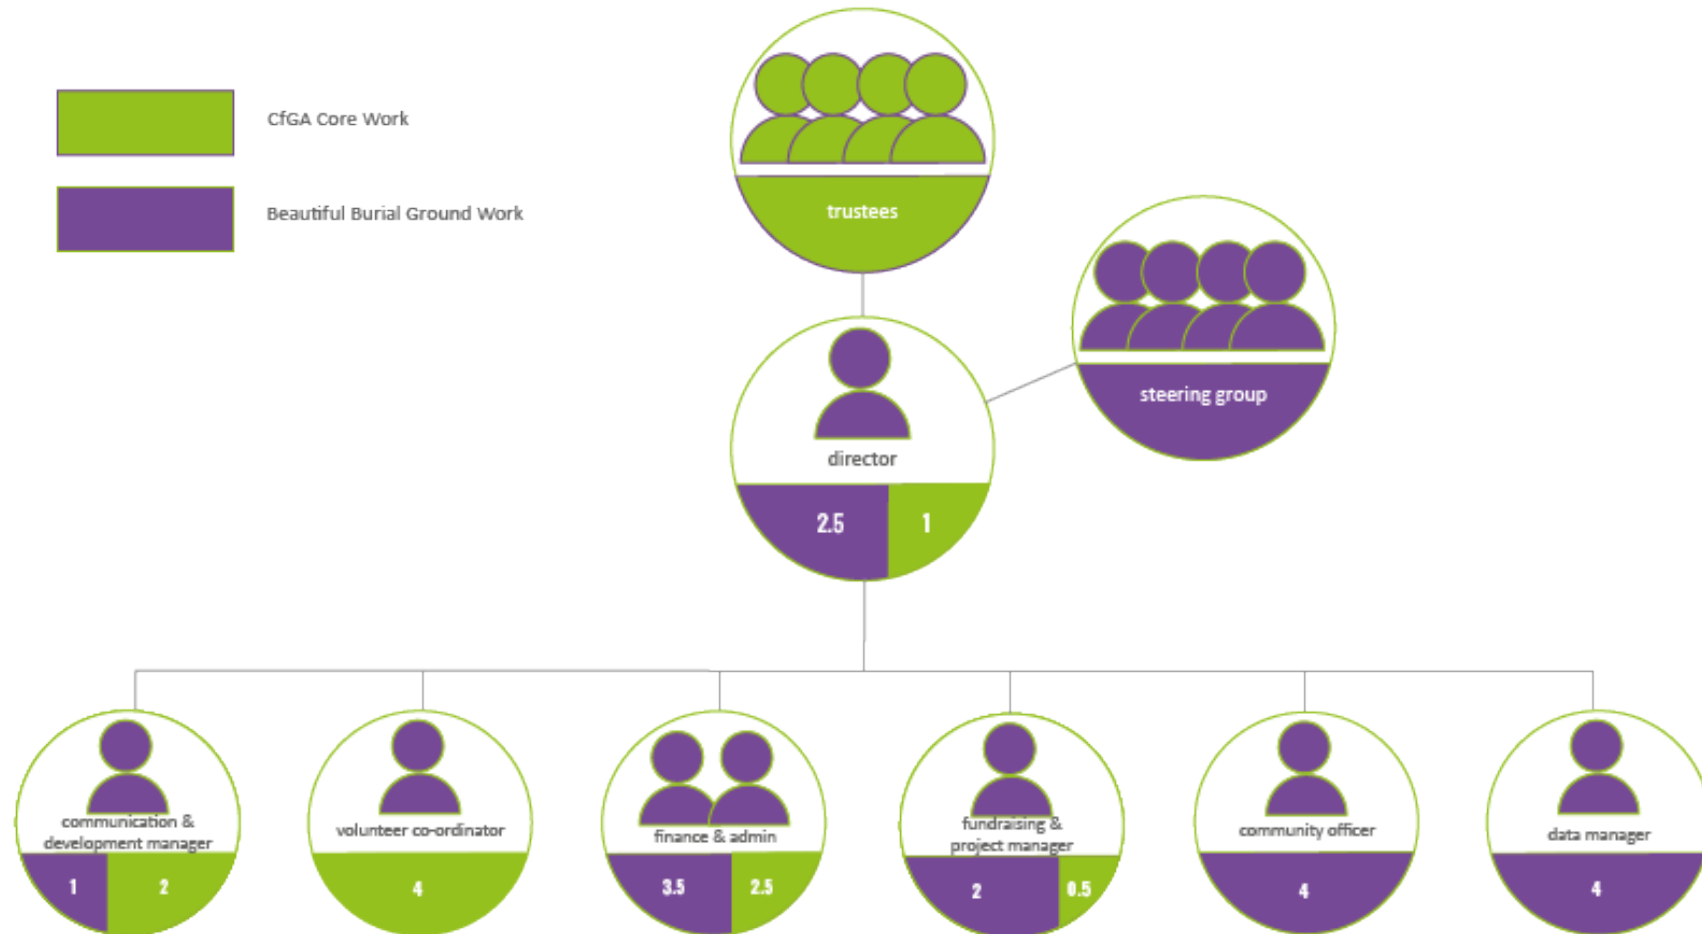 CfGA Core Work
Beautiful Burial Ground Work
trustees
steering group
director
2.5 1
communication &
development manager
1 2
volunteer co-ordinator
4
finance & admin
3.5 2.5
fundraising &
project manager
2 0.5
community officer
4
data manager
4